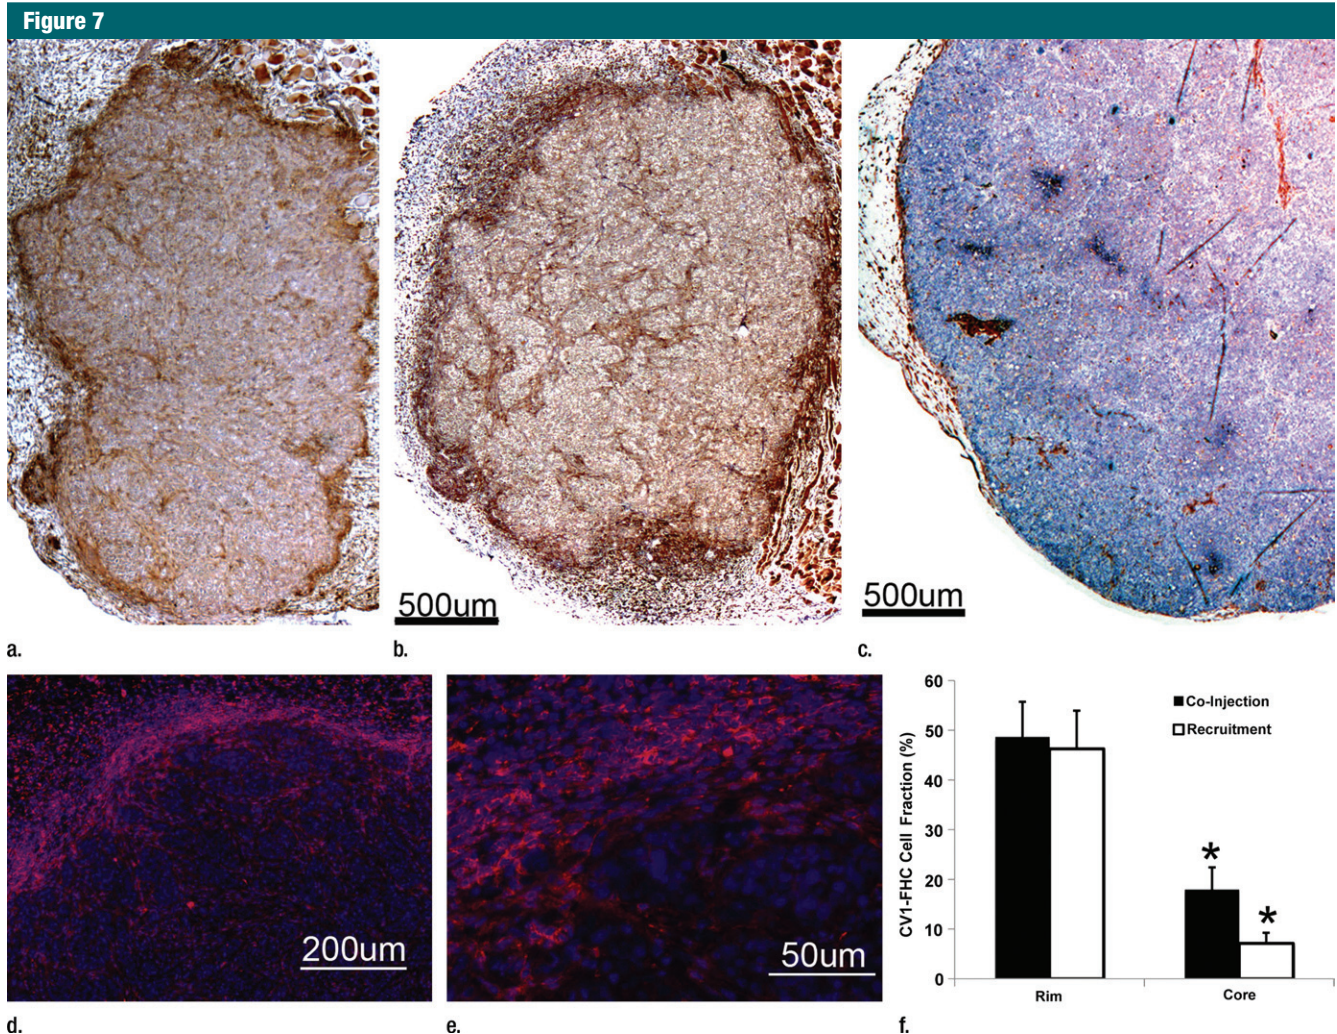 Figure 7
500um
500um
a.
b.
c.
200um
50um
60
50
40
30
20
10
0
CV1-FHC Cell Fraction (%)
Co-Injection
Recruitment
*
*
Rim
Core
d.
e.
f.